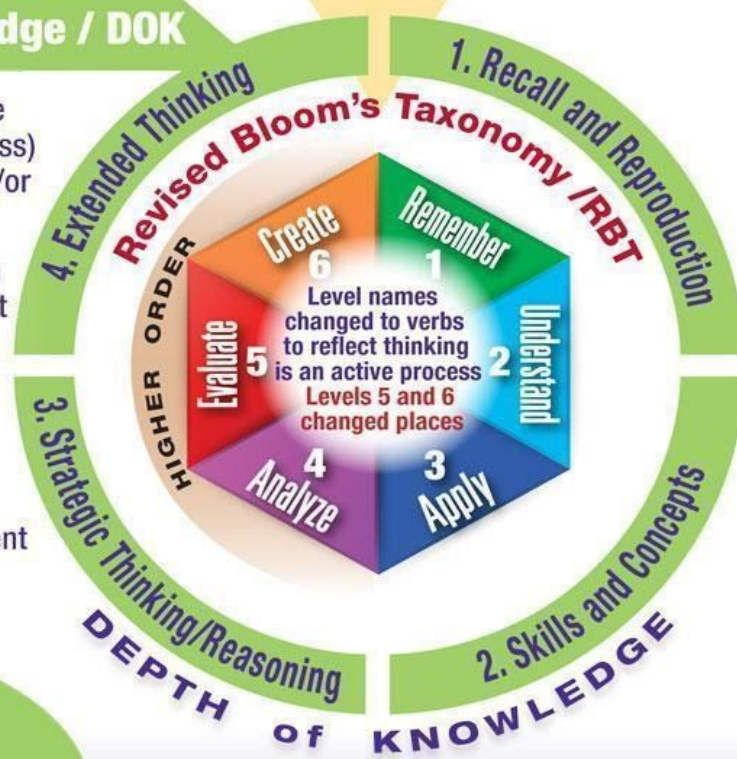 dge / DOK
e
ss)
/or
t
ent
1. Recall and Reproduction
2. Skills and Concepts
3. Strategic Thinking/Reasoning
4. Extended Thinking
Revised Bloom's Taxonomy /RBT
HIGHER ORDER
Remember
1
Understand
2
Apply
3
Analyze
4
Evaluate
5
Create
6
Level names
changed to verbs
to reflect thinking
is an active process
Levels 5 and 6
changed places
DEPTH of KNOWLEDGE